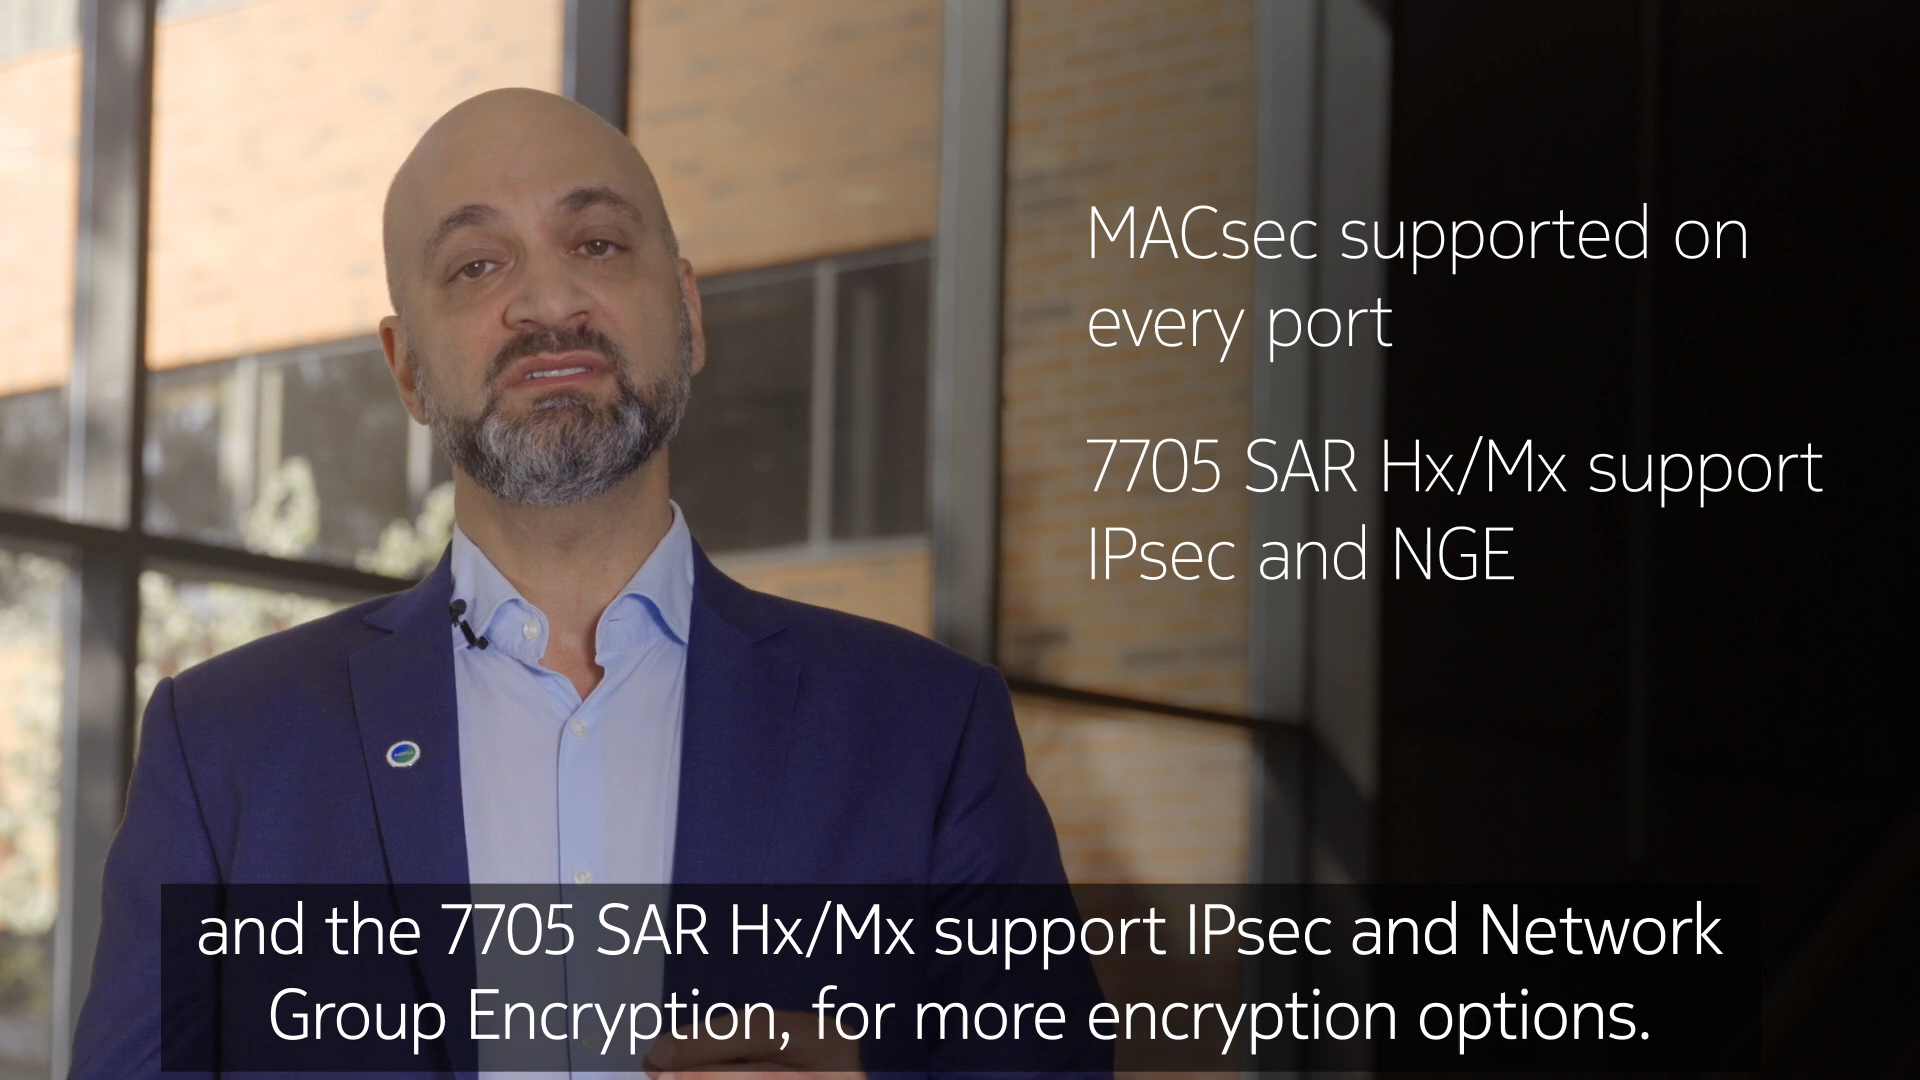 MACsec supported on
every port
7705 SAR Hx/Mx support
IPsec and NGE
and the 7705 SAR Hx/Mx support IPsec and Network
Group Encryption, for more encryption options.